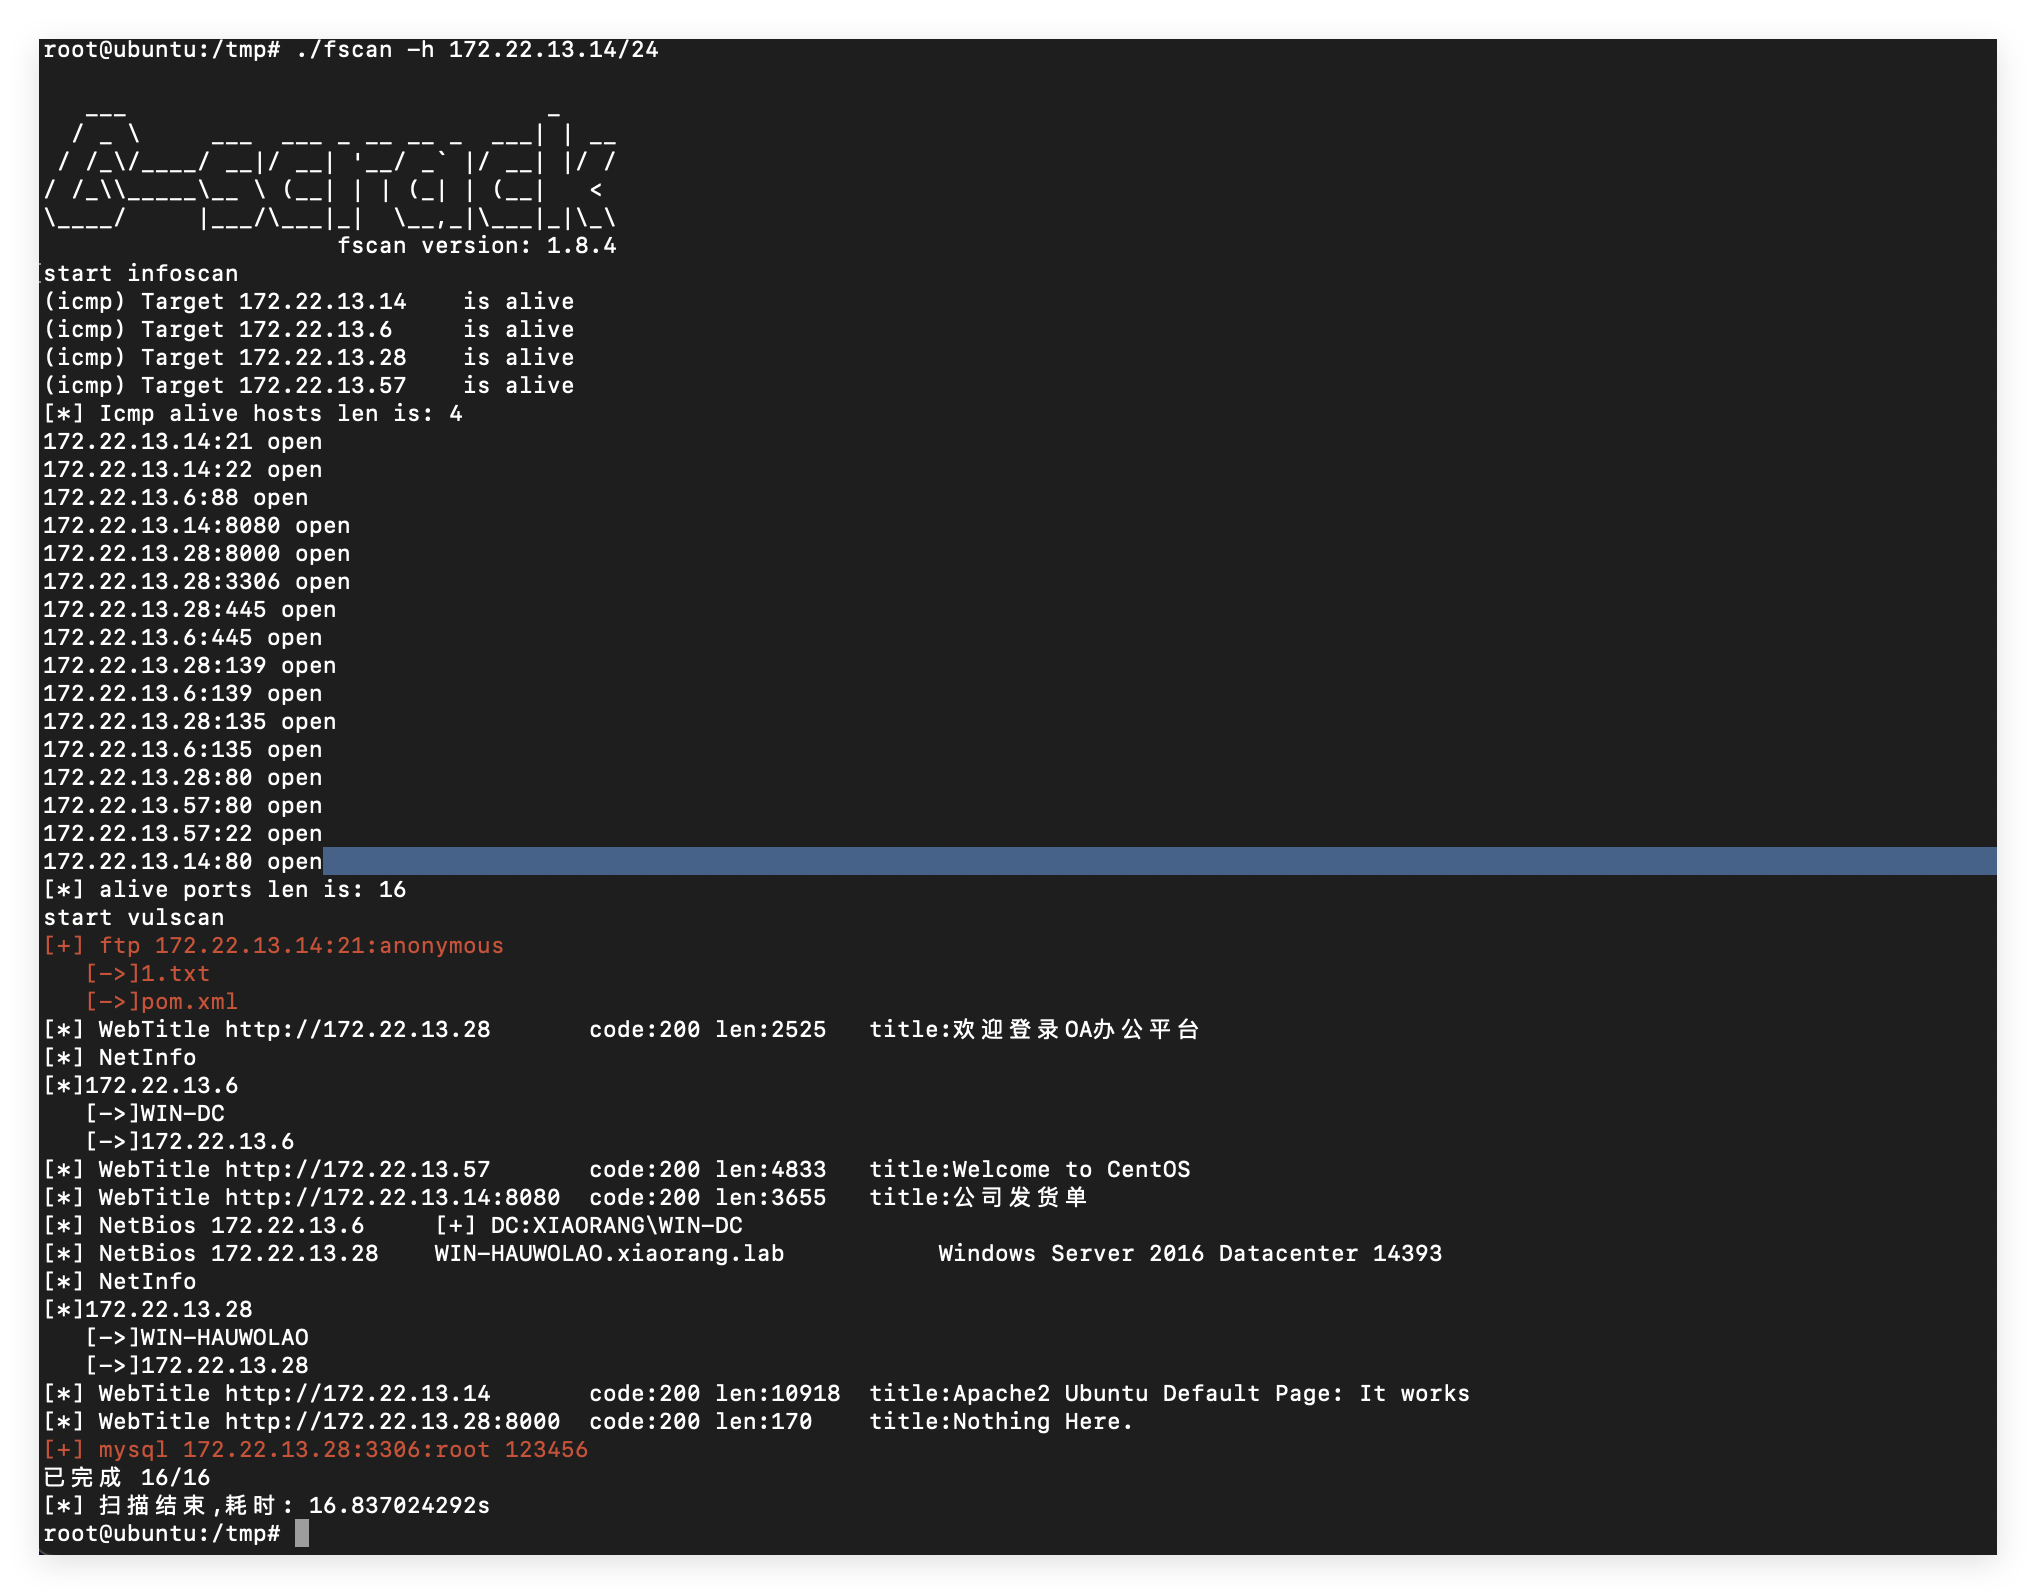 root@ubuntu:/tmp# ./fscan -h 172.22.13.14/24
   ___                              _
  / _ \     ___  ___ _ __ __ _  ___| | __
 / /_\/____/ __|/ __| '__/ _` |/ __| |/ /
/ /_\\_____\__ \ (__| | | (_| | (__|   <
\____/     |___/\___|_|  \__,_|\___|_|\_\
                     fscan version: 1.8.4
start infoscan
(icmp) Target 172.22.13.14    is alive
(icmp) Target 172.22.13.6     is alive
(icmp) Target 172.22.13.28    is alive
(icmp) Target 172.22.13.57    is alive
[*] Icmp alive hosts len is: 4
172.22.13.14:21 open
172.22.13.14:22 open
172.22.13.6:88 open
172.22.13.14:8080 open
172.22.13.28:8000 open
172.22.13.28:3306 open
172.22.13.28:445 open
172.22.13.6:445 open
172.22.13.28:139 open
172.22.13.6:139 open
172.22.13.28:135 open
172.22.13.6:135 open
172.22.13.28:80 open
172.22.13.57:80 open
172.22.13.57:22 open
172.22.13.14:80 open
[*] alive ports len is: 16
start vulscan
[+] ftp 172.22.13.14:21:anonymous
   [->]1.txt
   [->]pom.xml
[*] WebTitle http://172.22.13.28       code:200 len:2525   title:欢迎登录OA办公平台
[*] NetInfo
[*]172.22.13.6
   [->]WIN-DC
   [->]172.22.13.6
[*] WebTitle http://172.22.13.57       code:200 len:4833   title:Welcome to CentOS
[*] WebTitle http://172.22.13.14:8080  code:200 len:3655   title:公司发货单
[*] NetBios 172.22.13.6     [+] DC:XIAORANG\WIN-DC
[*] NetBios 172.22.13.28    WIN-HAUWOLAO.xiaorang.lab           Windows Server 2016 Datacenter 14393
[*] NetInfo
[*]172.22.13.28
   [->]WIN-HAUWOLAO
   [->]172.22.13.28
[*] WebTitle http://172.22.13.14       code:200 len:10918  title:Apache2 Ubuntu Default Page: It works
[*] WebTitle http://172.22.13.28:8000  code:200 len:170    title:Nothing Here.
[+] mysql 172.22.13.28:3306:root 123456
已完成 16/16
[*] 扫描结束,耗时: 16.837024292s
root@ubuntu:/tmp#